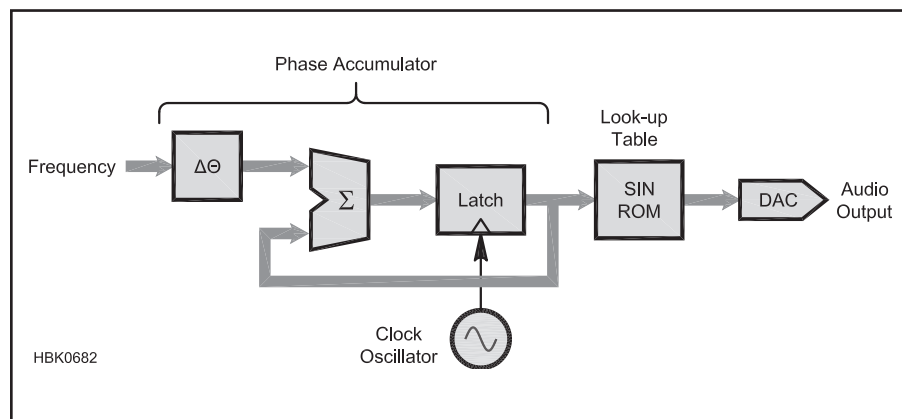 Phase Accumulator
Look-up
Table
Frequency
ΔΘ
Σ
Latch
SIN
ROM
DAC
Audio
Output
Clock
Oscillator
HBK0682